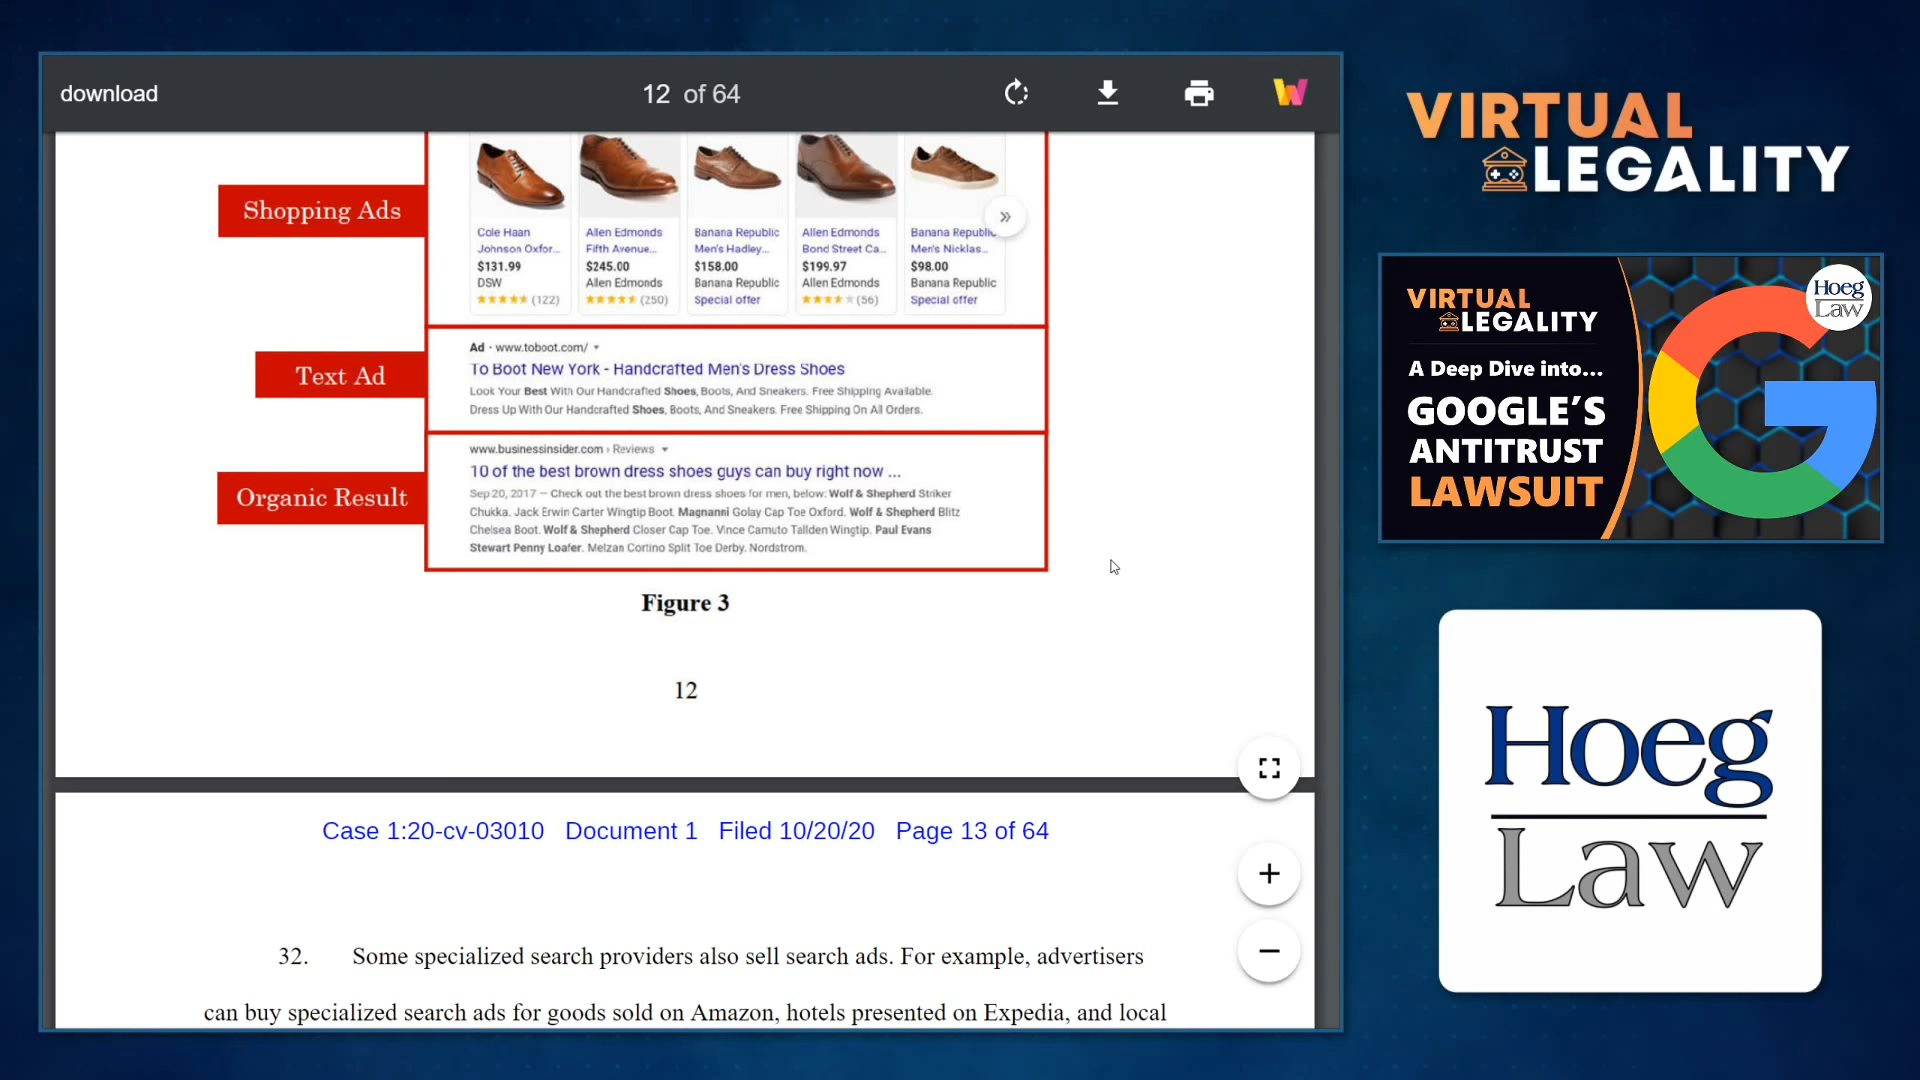 download
12 of 64
Shopping Ads
Cole Haan
Johnson Oxfor...
$131.99
DSW
(122)
Allen Edmonds
Fifth Avenue...
$245.00
Allen Edmonds
(250)
Banana Republic
Men's Hadley...
$158.00
Banana Republic
Special offer
Allen Edmonds
Bond Street Ca...
$199.97
Allen Edmonds
(56)
Banana Republic
Men's Nicklas...
$98.00
Banana Republic
Special offer
Text Ad
Ad · www.toboot.com/
To Boot New York - Handcrafted Men's Dress Shoes
Look Your Best With Our Handcrafted Shoes, Boots, And Sneakers. Free Shipping Available.
Dress Up With Our Handcrafted Shoes, Boots, And Sneakers. Free Shipping On All Orders.
Organic Result
www.businessinsider.com › Reviews
10 of the best brown dress shoes guys can buy right now ...
Sep 20, 2017 — Check out the best brown dress shoes for men, below: Wolf & Shepherd Striker
Chukka. Jack Erwin Carter Wingtip Boot. Magnanni Golay Cap Toe Oxford. Wolf & Shepherd Blitz
Chelsea Boot. Wolf & Shepherd Closer Cap Toe. Vince Camuto Tallden Wingtip. Paul Evans
Stewart Penny Loafer. Melzan Cortino Split Toe Derby. Nordstrom.
Figure 3
12
Case 1:20-cv-03010 Document 1 Filed 10/20/20 Page 13 of 64
32. Some specialized search providers also sell search ads. For example, advertisers
can buy specialized search ads for goods sold on Amazon, hotels presented on Expedia, and local
VIRTUAL
LEGALITY
VIRTUAL
LEGALITY
A Deep Dive into...
GOOGLE'S
ANTITRUST
LAWSUIT
Hoeg
Law
Hoeg
Law